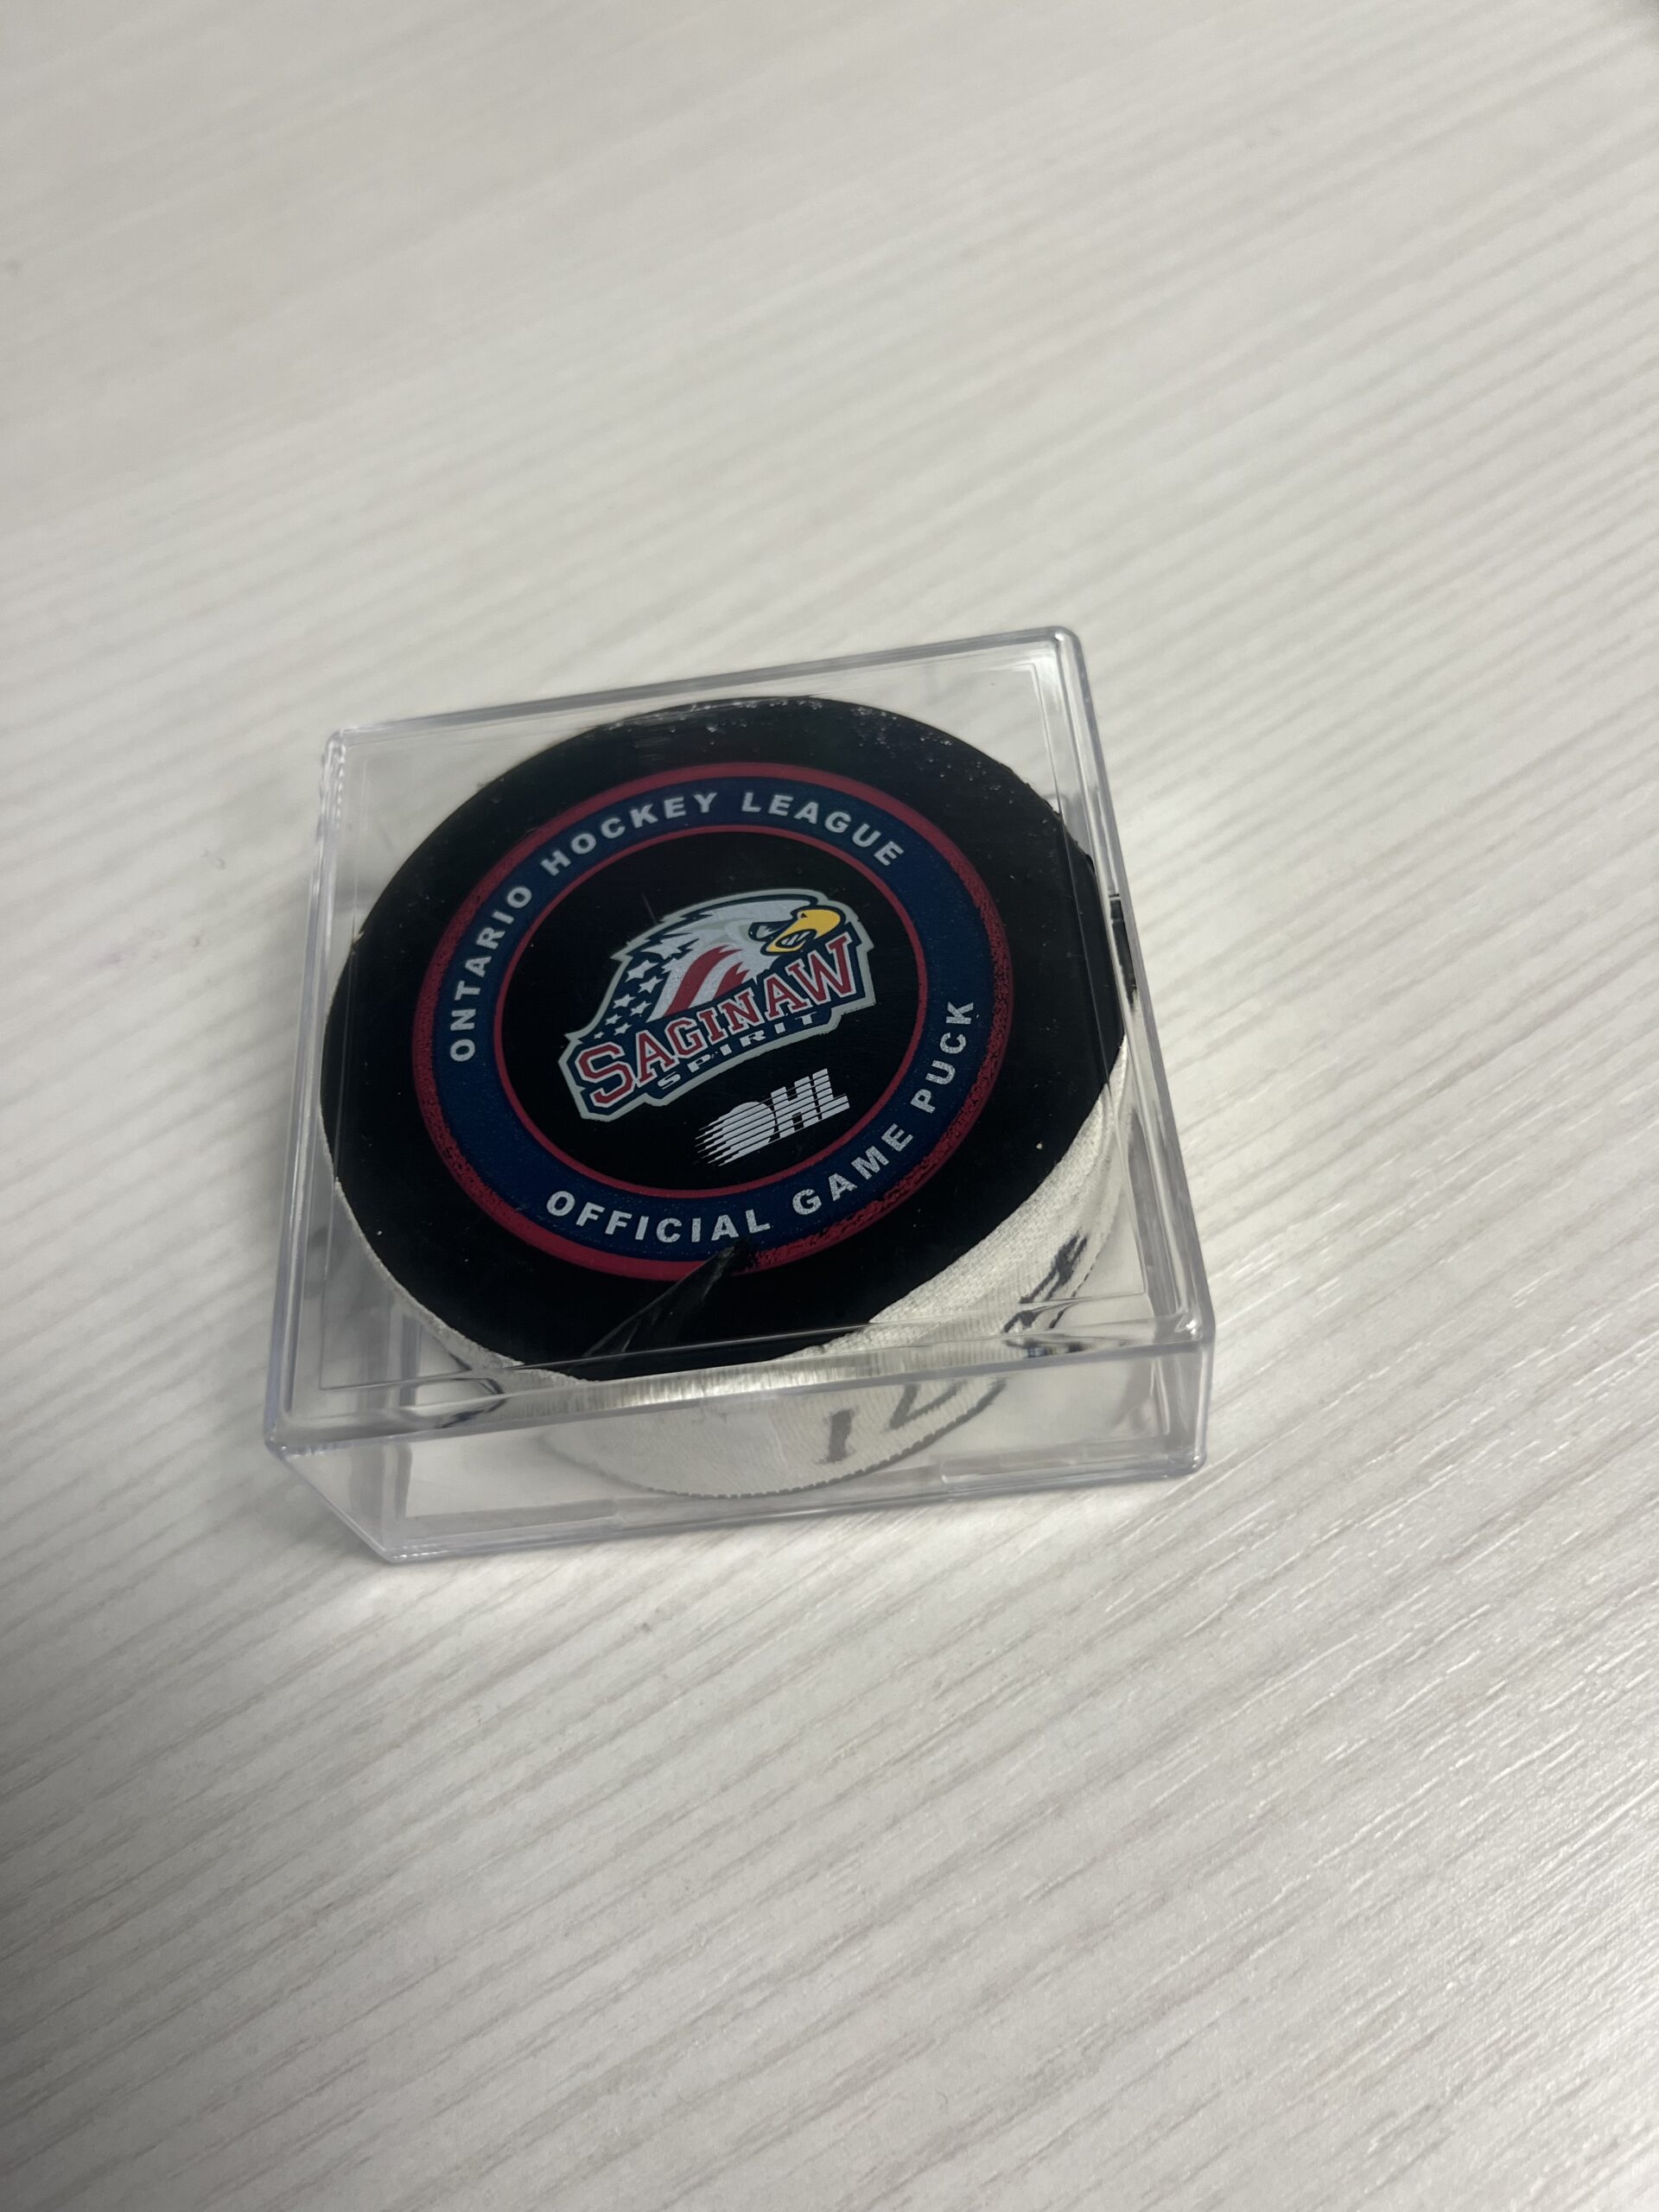 ONTARIO HOCKEY LEAGUE
SAGINAW
SPIRIT
OHL
OFFICIAL GAME PUCK